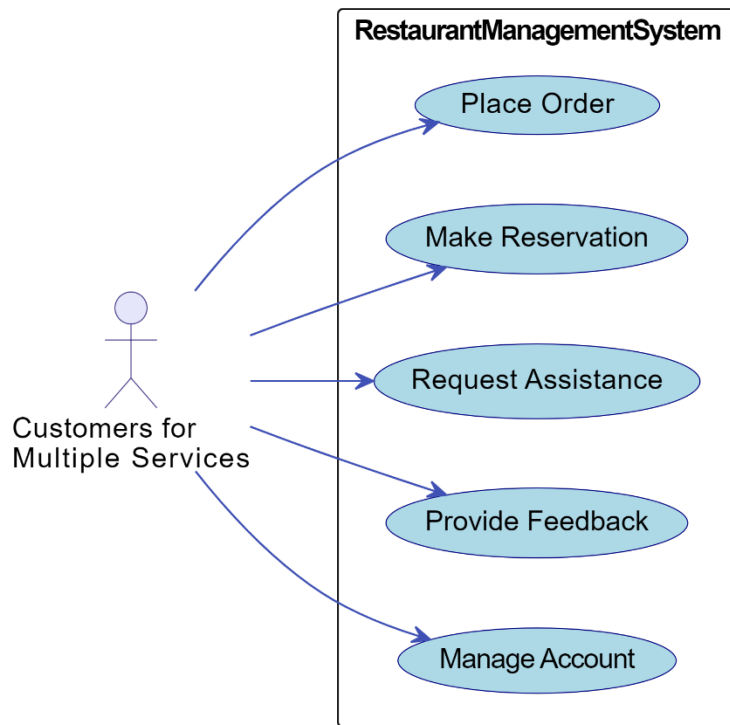 RestaurantManagementSystem
Place Order
Make Reservation
Request Assistance
Customers for
Multiple Services
Provide Feedback
Manage Account